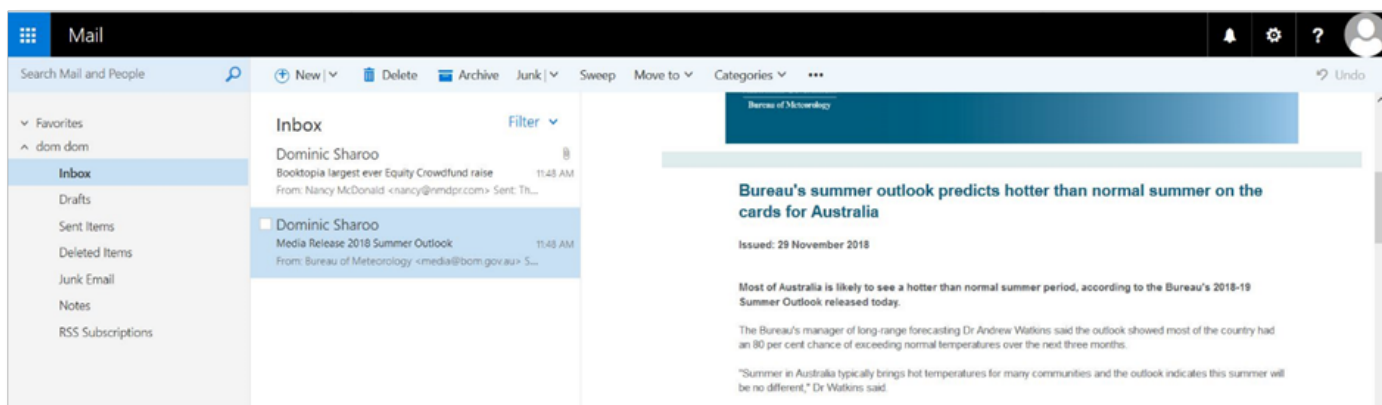 Mail
?
Search Mail and People
New
Delete
Archive
Junk
Sweep
Move to
Categories
...
Undo
Favorites
dom dom
Inbox
Drafts
Sent Items
Deleted Items
Junk Email
Notes
RSS Subscriptions
Inbox
Filter
Dominic Sharoo
Booktopia largest ever Equity Crowdfund raise 11:48 AM
From: Nancy McDonald <nancy@nmdpr.com> Sent: Th...
Dominic Sharoo
Media Release 2018 Summer Outlook 11:48 AM
From: Bureau of Meteorology <media@bom.gov.au> S...
Bureau of Meteorology
Bureau's summer outlook predicts hotter than normal summer on the
cards for Australia
Issued: 29 November 2018
Most of Australia is likely to see a hotter than normal summer period, according to the Bureau's 2018-19
Summer Outlook released today.
The Bureau's manager of long-range forecasting Dr Andrew Watkins said the outlook showed most of the country had
an 80 per cent chance of exceeding normal temperatures over the next three months.
"Summer in Australia typically brings hot temperatures for many communities and the outlook indicates this summer will
be no different," Dr Watkins said.